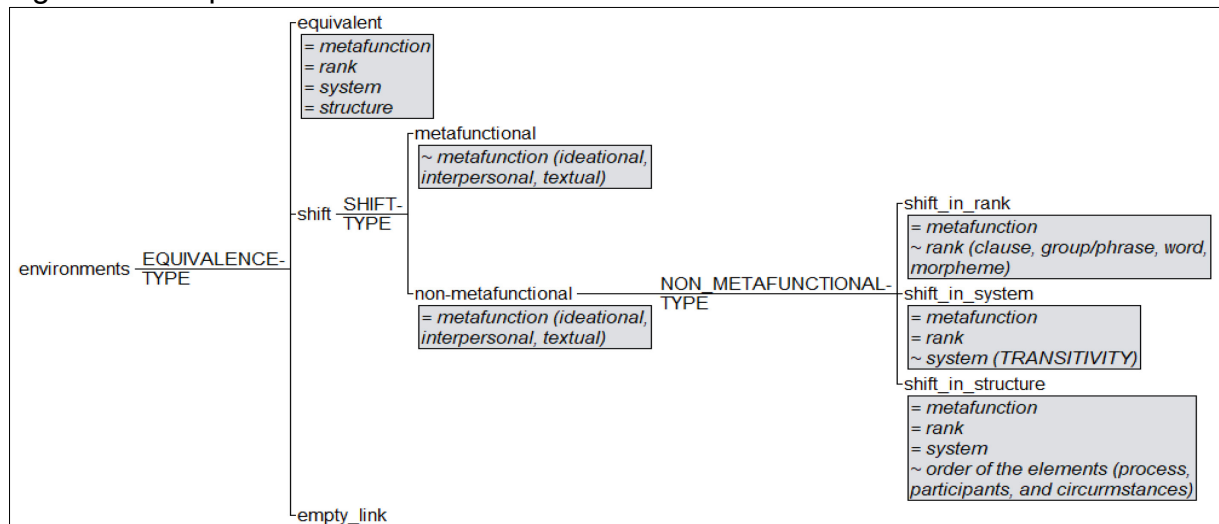 equivalent
= metafunction
= rank
= system
= structure
metafunctional
~ metafunction (ideational,
interpersonal, textual)
shift SHIFT-
TYPE
shift_in_rank
= metafunction
~ rank (clause, group/phrase, word,
morpheme)
environments EQUIVALENCE-
TYPE
non-metafunctional NON_METAFUNCTIONAL-
TYPE
= metafunction (ideational,
interpersonal, textual)
shift_in_system
= metafunction
= rank
~ system (TRANSITIVITY)
shift_in_structure
= metafunction
= rank
= system
~ order of the elements (process,
participants, and circurmstances)
empty_link